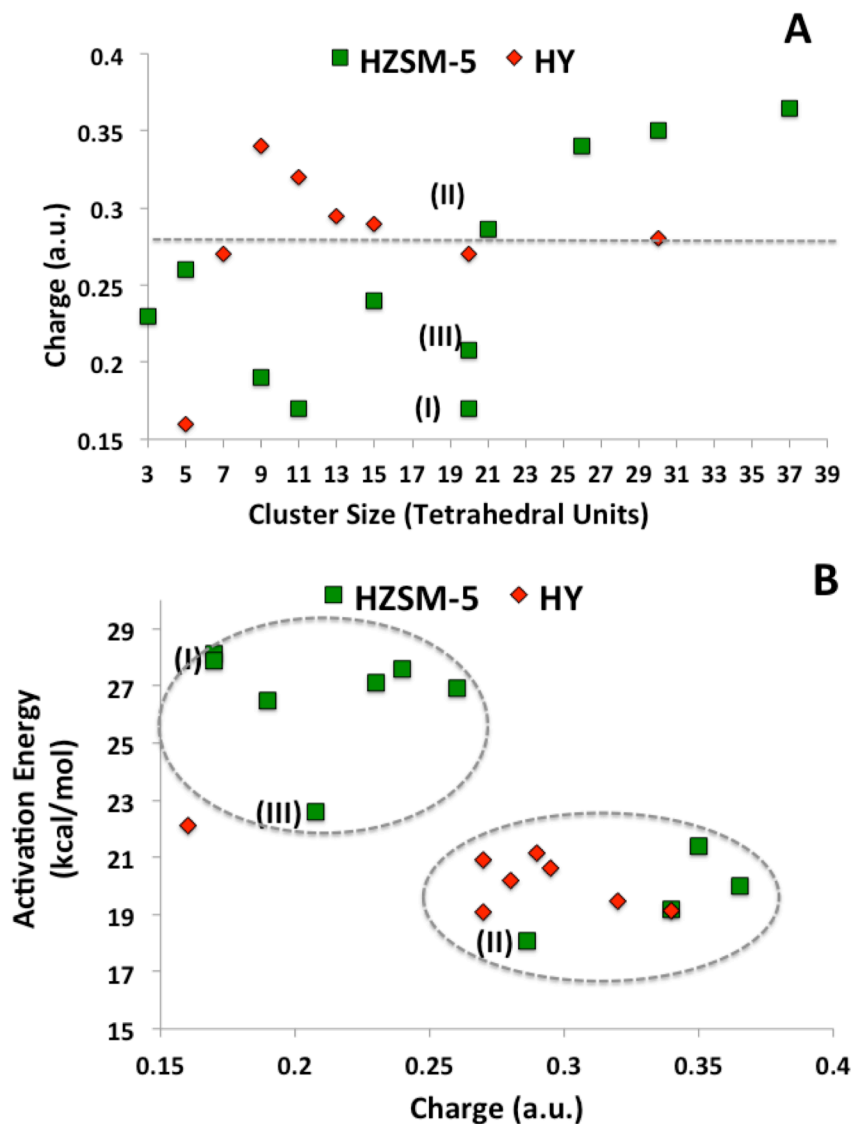 A
HZSM-5 HY
0.4
0.35
0.3
0.25
0.2
0.15
Charge (a.u.)
(II)
(III)
(I)
3 5 7 9 11 13 15 17 19 21 23 25 27 29 31 33 35 37 39
Cluster Size (Tetrahedral Units)
B
HZSM-5 HY
29
27
25
23
21
19
17
15
Activation Energy
(kcal/mol)
(I)
(III)
(II)
0.15 0.2 0.25 0.3 0.35 0.4
Charge (a.u.)